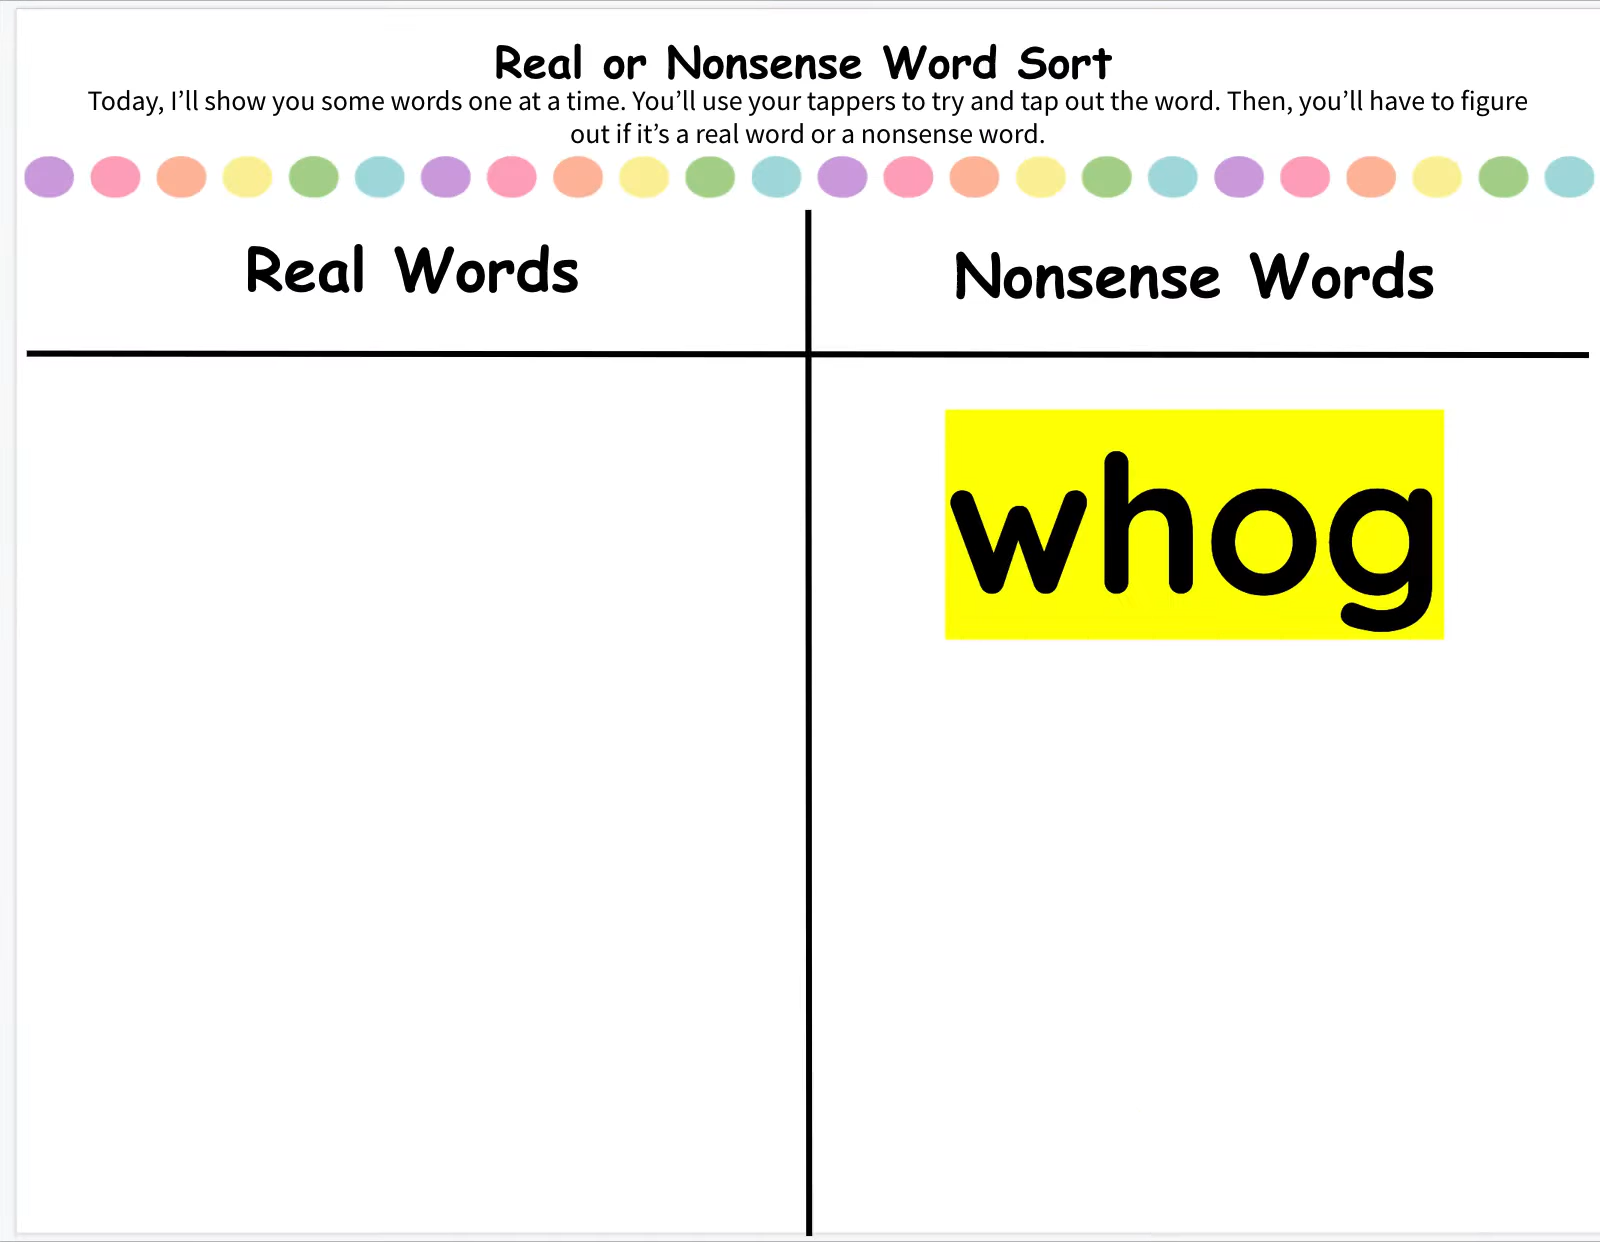 Real or Nonsense Word Sort
Today, I’ll show you some words one at a time. You’ll use your tappers to try and tap out the word. Then, you’ll have to figure
out if it’s a real word or a nonsense word.
Real Words
Nonsense Words
whog